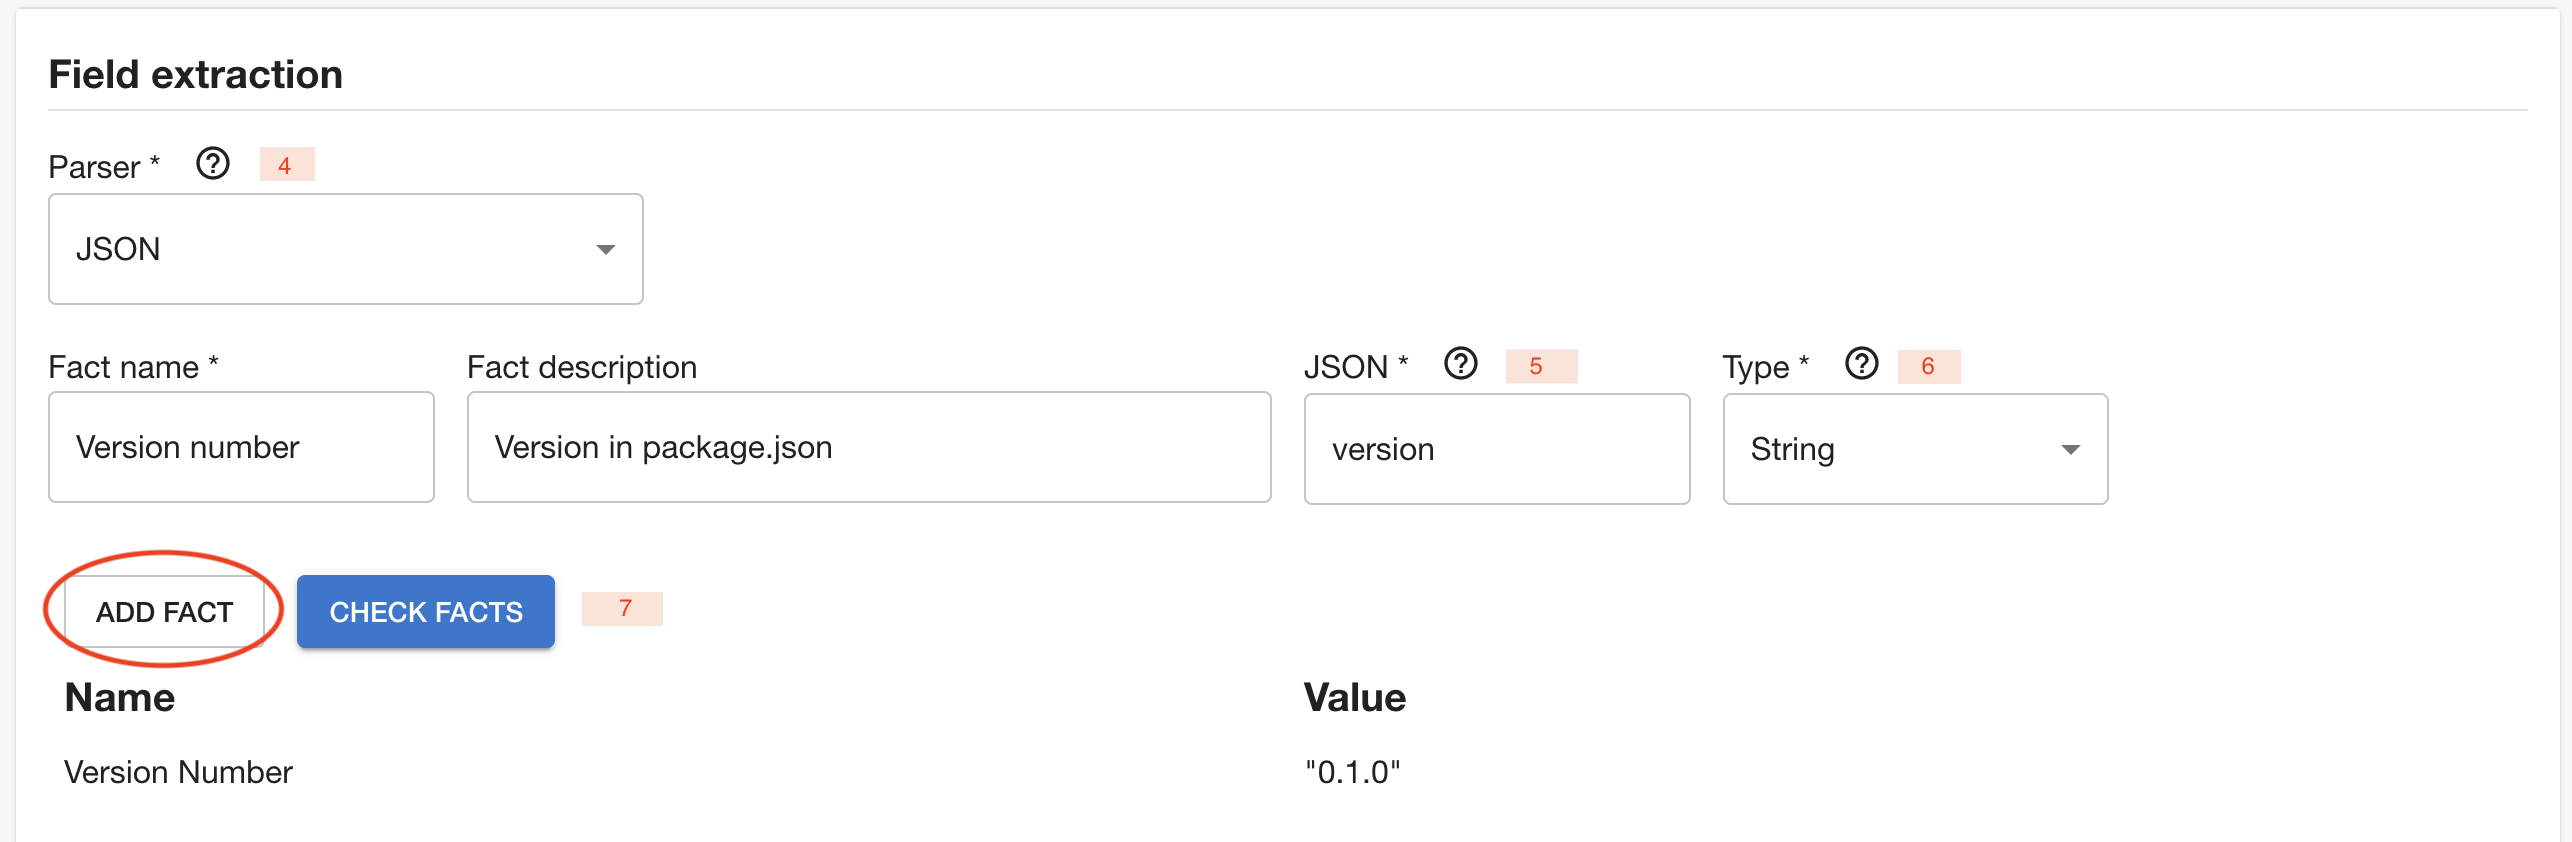 Field extraction
Parser * ? 4
JSON
Fact name * Fact description JSON * ? 5 Type * ? 6
Version number Version in package.json version String
ADD FACT CHECK FACTS 7
Name Value
Version Number "0.1.0"